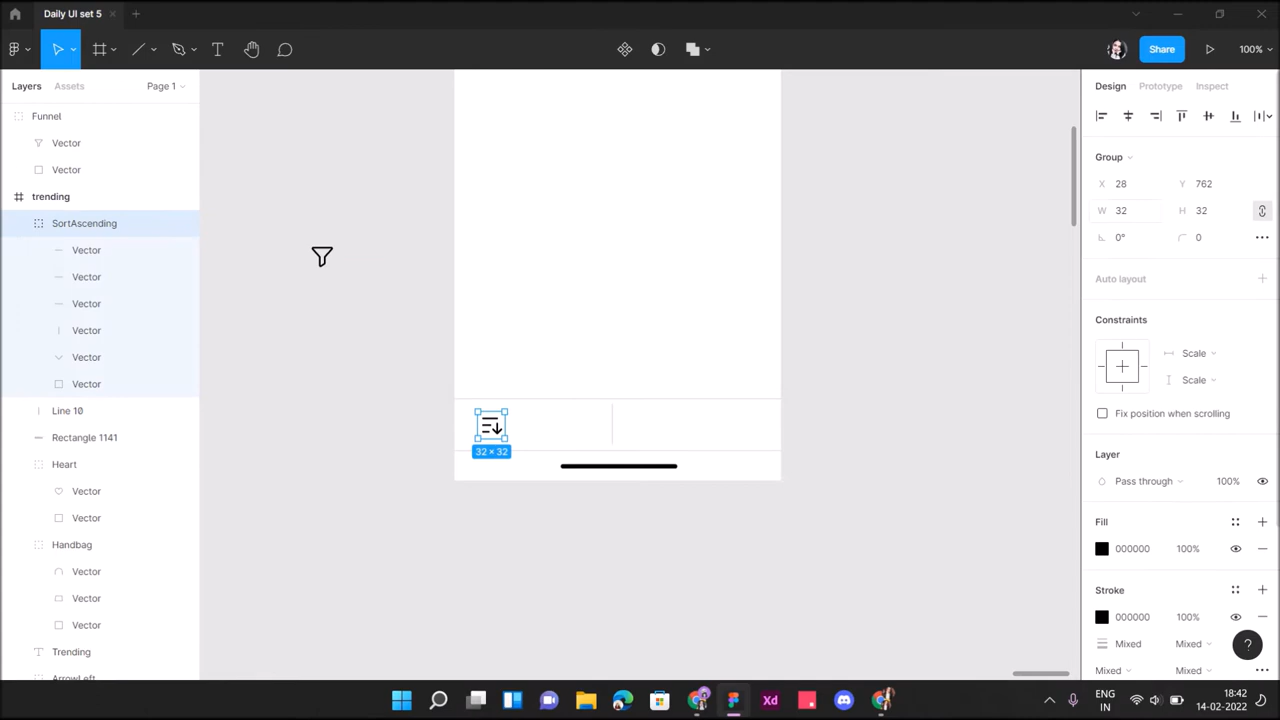 Daily UI set 5
Share
100%
Layers
Assets
Page 1
Design
Prototype
Inspect
Funnel
Vector
Vector
trending
SortAscending
Vector
Vector
Vector
Vector
Vector
Vector
Line 10
Rectangle 1141
Heart
Vector
Vector
Handbag
Vector
Vector
Vector
Trending
ArrowLeft
32 × 32
Group
X 28
Y 762
W 32
H 32
0°
0
Auto layout
Constraints
Scale
Scale
Fix position when scrolling
Layer
Pass through
100%
Fill
000000
100%
Stroke
000000
100%
Mixed
Mixed
Mixed
Mixed
?
Xd
ENG
IN
18:42
14-02-2022